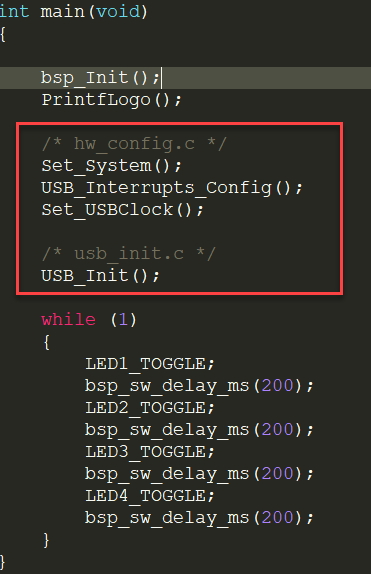 int main(void)
{
    bsp_Init();
    PrintfLogo();
    /* hw_config.c */
    Set_System();
    USB_Interrupts_Config();
    Set_USBClock();
    /* usb_init.c */
    USB_Init();
    while (1)
    {
        LED1_TOGGLE;
        bsp_sw_delay_ms(200);
        LED2_TOGGLE;
        bsp_sw_delay_ms(200);
        LED3_TOGGLE;
        bsp_sw_delay_ms(200);
        LED4_TOGGLE;
        bsp_sw_delay_ms(200);
    }
}